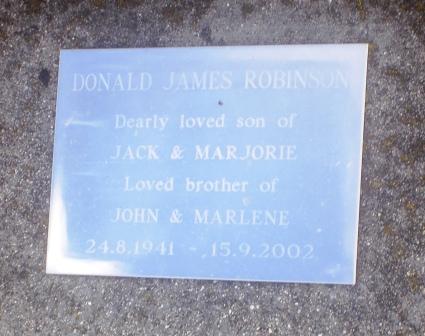 DONALD JAMES ROBINSON
Dearly loved son of
JACK & MARJORIE
Loved brother of
JOHN & MARLENE
24.8.1941 - 15.9.2002